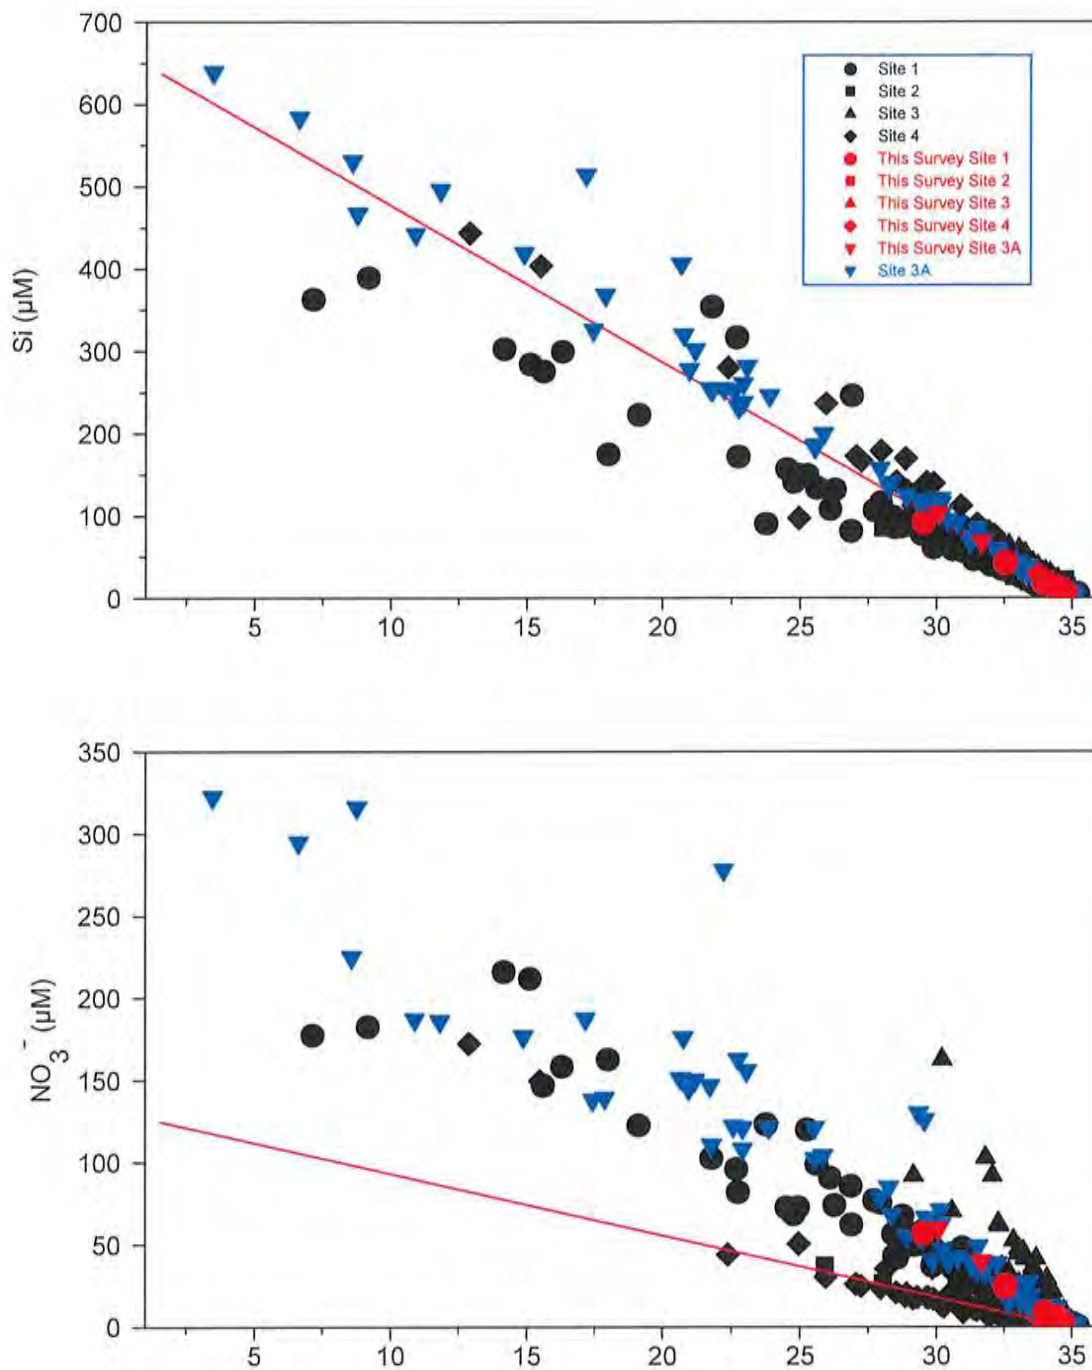 700
600
500
400
300
200
100
0
Si (µM)
Site 1
Site 2
Site 3
Site 4
This Survey Site 1
This Survey Site 2
This Survey Site 3
This Survey Site 4
This Survey Site 3A
Site 3A
5 10 15 20 25 30 35
350
300
250
200
150
100
50
0
NO3- (µM)
5 10 15 20 25 30 35